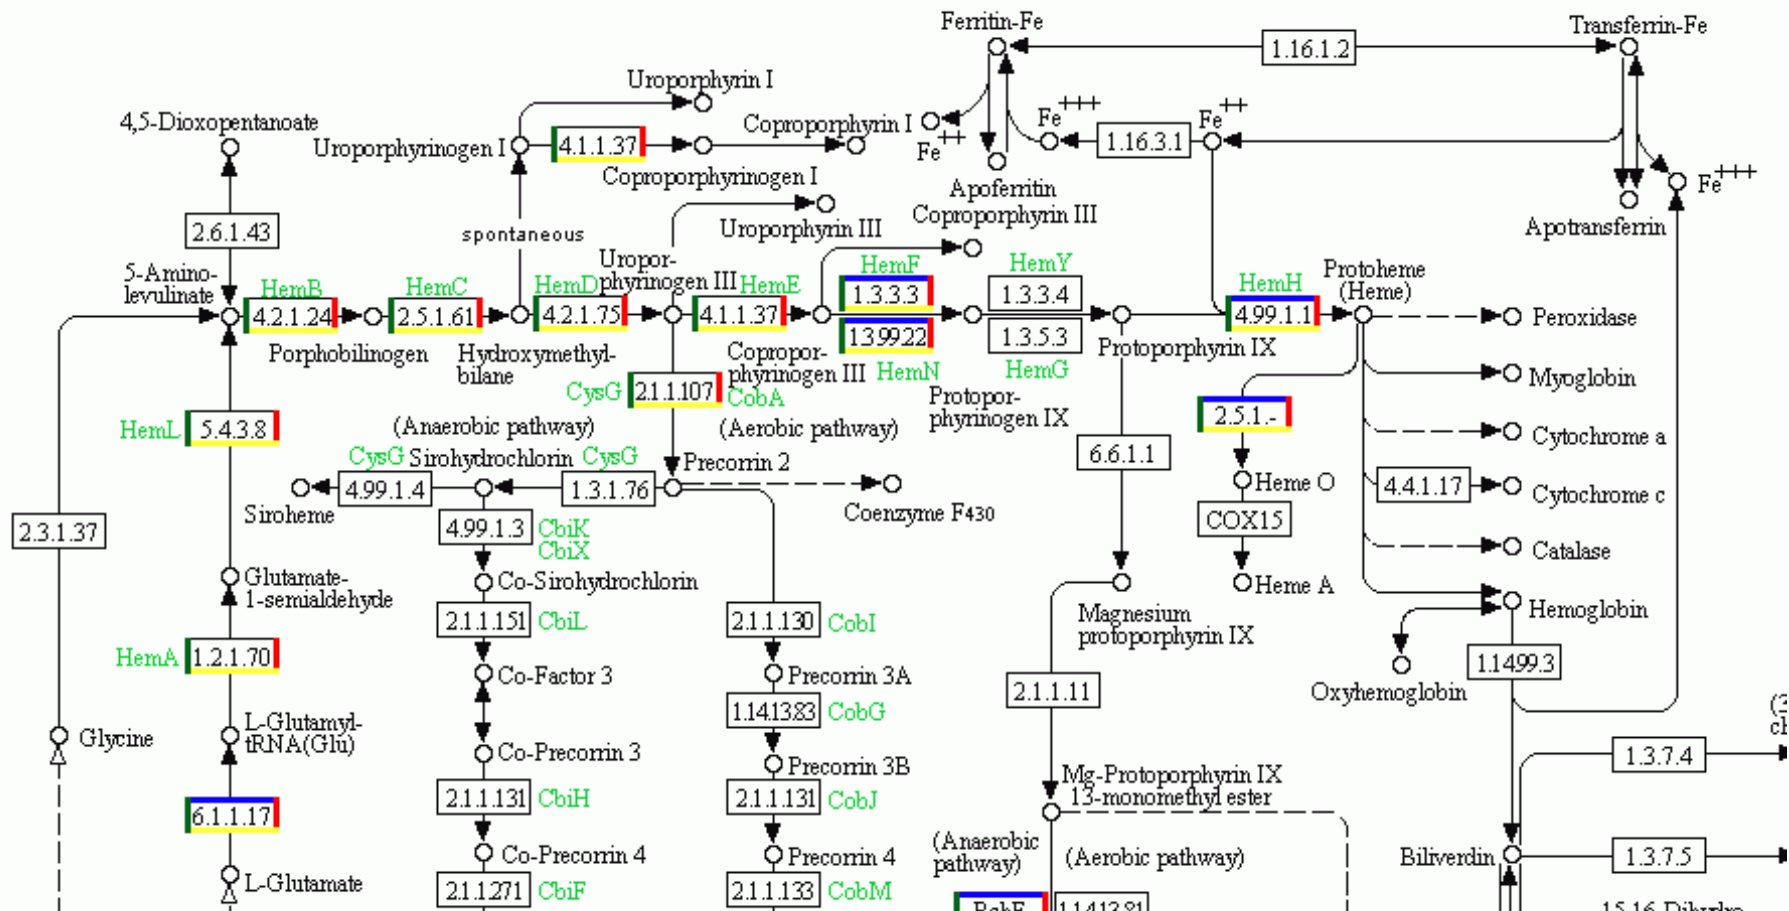 Ferritin-Fe
1.16.1.2
Transferrin-Fe
Uroporphyrin I
4,5-Dioxopentanoate
Uroporphyrinogen I
4.1.1.37
Coproporphyrin I
Fe++
Fe+++
1.16.3.1
Fe++
Coproporphyrinogen I
Apoferritin
Fe+++
Coproporphyrin III
Apotransferrin
2.6.1.43
Uroporphyrin III
spontaneous
5-Amino-
levulinate
HemB
4.2.1.24
HemC
2.5.1.61
HemD
4.2.1.75
Uropor-
phyrinogen III
HemE
4.1.1.37
HemF
1.3.3.3
HemY
1.3.3.4
HemH
4.99.1.1
Protoheme
(Heme)
Peroxidase
Porphobilinogen
Hydroxymethyl-
bilane
Copropor-
phyrinogen III
1.3.99.22
HemN
1.3.5.3
HemG
Protoporphyrin IX
Protopor-
phyrinogen IX
Myoglobin
CysG
2.1.1.107
CobA
HemL
5.4.3.8
(Anaerobic pathway)
(Aerobic pathway)
2.5.1.-
Cytochrome a
6.6.1.1
CysG
Sirohydrochlorin
CysG
Precorrin 2
4.99.1.4
1.3.1.76
Siroheme
Coenzyme F430
Heme O
4.4.1.17
Cytochrome c
2.3.1.37
4.99.1.3
CbiK
CbiX
COX15
Catalase
Glutamate-
1-semialdehyde
Co-Sirohydrochlorin
Heme A
Magnesium
protoporphyrin IX
Hemoglobin
2.1.1.151
CbiL
2.1.1.130
CobI
HemA
1.2.1.70
Co-Factor 3
Precorrin 3A
2.1.1.11
Oxyhemoglobin
1.14.99.3
1.14.13.83
CobG
Glycine
L-Glutamyl-
tRNA(Glu)
Co-Precorrin 3
Precorrin 3B
Mg-Protoporphyrin IX
13-monomethyl ester
1.3.7.4
6.1.1.17
2.1.1.131
CbiH
2.1.1.131
CobJ
(Anaerobic
pathway)
(Aerobic pathway)
Co-Precorrin 4
Precorrin 4
Biliverdin
1.3.7.5
L-Glutamate
2.1.1.271
CbiF
2.1.1.133
CobM